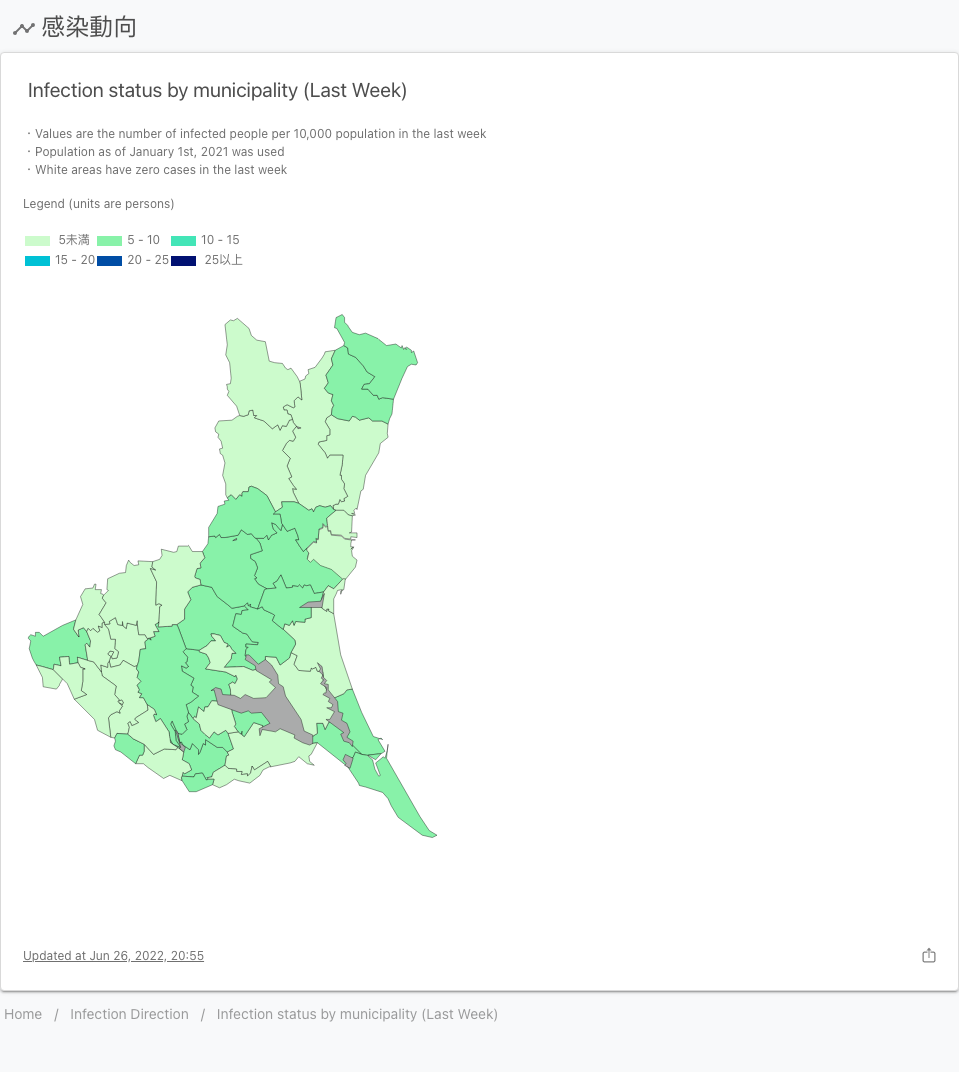 感染動向
Infection status by municipality (Last Week)
・Values are the number of infected people per 10,000 population in the last week
・Population as of January 1st, 2021 was used
・White areas have zero cases in the last week
Legend (units are persons)
5未満 5 - 10 10 - 15
15 - 20 20 - 25 25以上
Updated at Jun 26, 2022, 20:55
Home / Infection Direction / Infection status by municipality (Last Week)